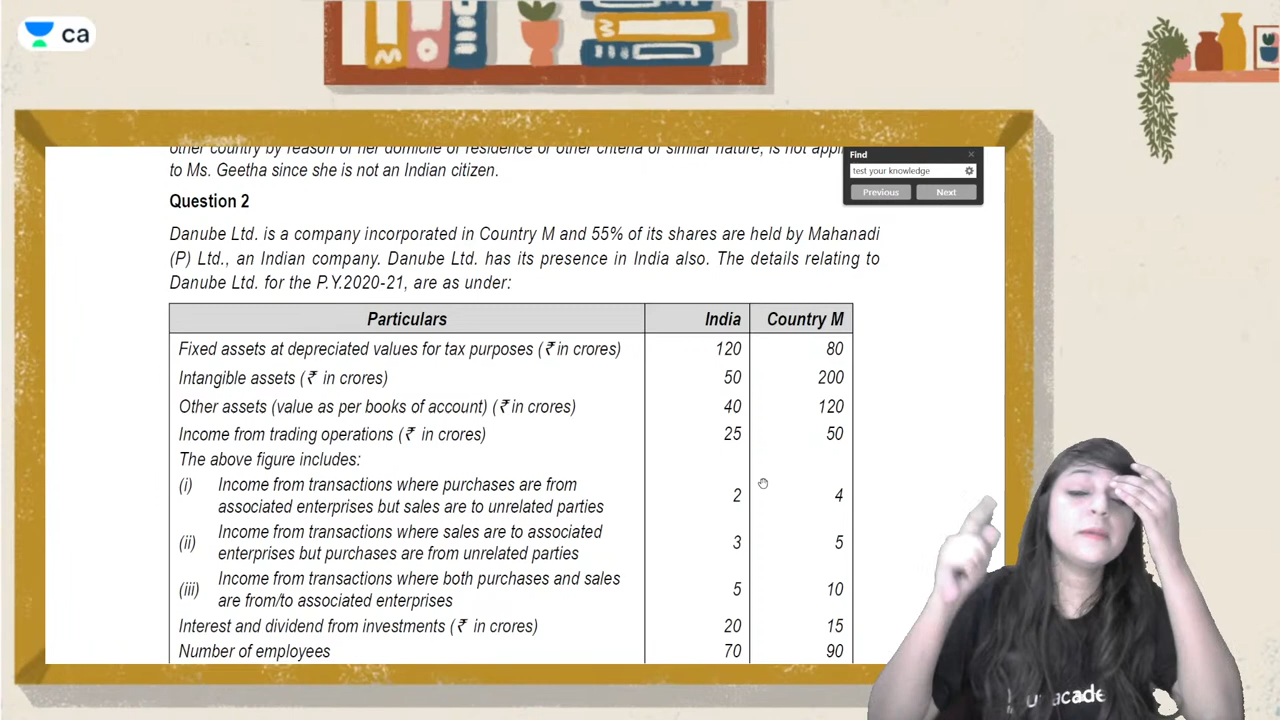 ca
other country by reason of her domicile or residence or other criteria of similar nature, is not appli
to Ms. Geetha since she is not an Indian citizen.
Find
test your knowledge
Previous Next
Question 2
Danube Ltd. is a company incorporated in Country M and 55% of its shares are held by Mahanadi
(P) Ltd., an Indian company. Danube Ltd. has its presence in India also. The details relating to
Danube Ltd. for the P.Y.2020-21, are as under:
Particulars India Country M
Fixed assets at depreciated values for tax purposes (₹ in crores) 120 80
Intangible assets (₹ in crores) 50 200
Other assets (value as per books of account) (₹ in crores) 40 120
Income from trading operations (₹ in crores) 25 50
The above figure includes:
(i) Income from transactions where purchases are from
associated enterprises but sales are to unrelated parties 2 4
(ii) Income from transactions where sales are to associated
enterprises but purchases are from unrelated parties 3 5
(iii) Income from transactions where both purchases and sales
are from/to associated enterprises 5 10
Interest and dividend from investments (₹ in crores) 20 15
Number of employees 70 90